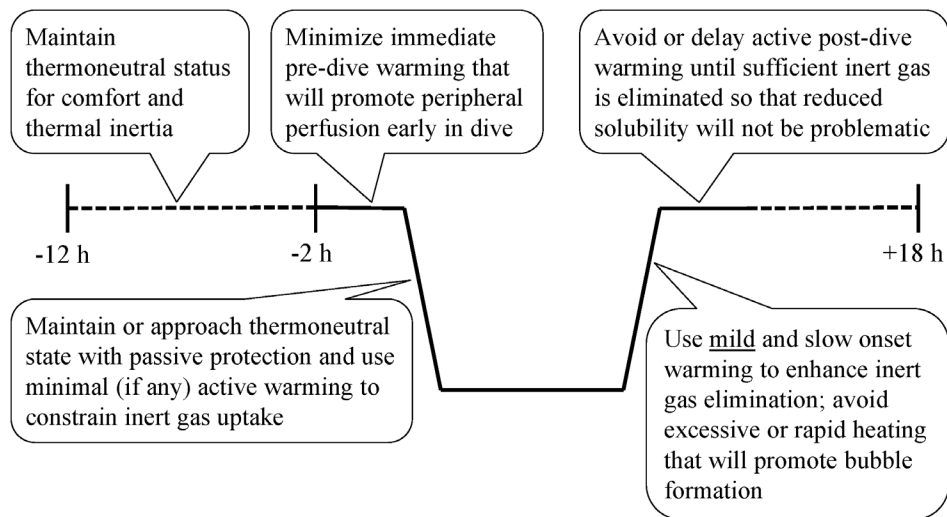 Maintain
thermoneutral status
for comfort and
thermal inertia
Minimize immediate
pre-dive warming that
will promote peripheral
perfusion early in dive
Avoid or delay active post-dive
warming until sufficient inert gas
is eliminated so that reduced
solubility will not be problematic
-12 h
-2 h
+18 h
Maintain or approach thermoneutral
state with passive protection and use
minimal (if any) active warming to
constrain inert gas uptake
Use mild and slow onset
warming to enhance inert
gas elimination; avoid
excessive or rapid heating
that will promote bubble
formation